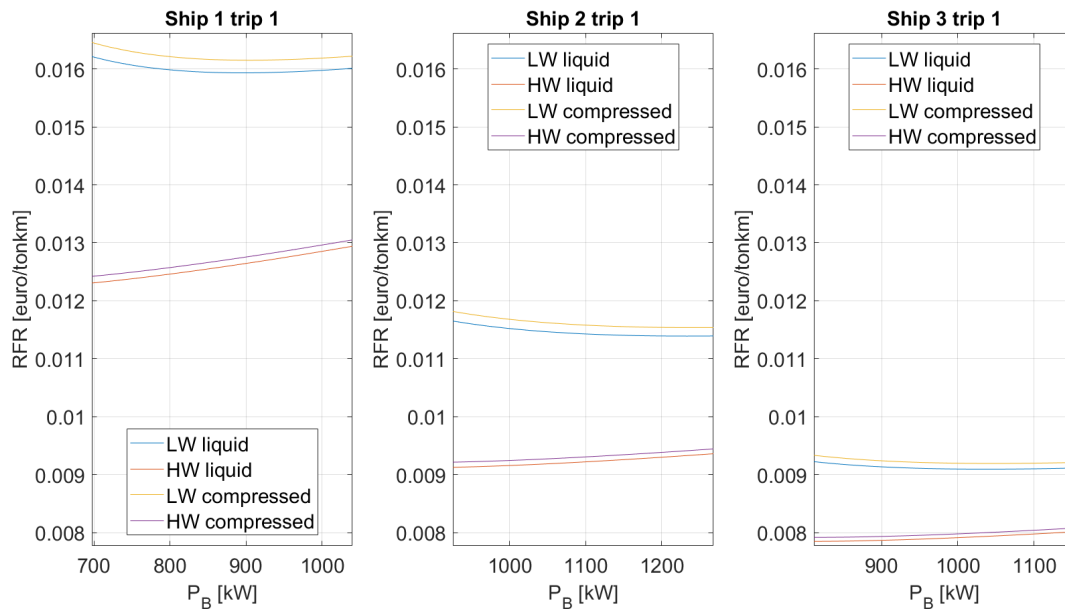 Ship 1 trip 1
RFR [euro/tonkm]
0.016
0.015
0.014
0.013
0.012
0.011
0.01
0.009
0.008
LW liquid
HW liquid
LW compressed
HW compressed
700
800
900
1000
P_B [kW]
Ship 2 trip 1
RFR [euro/tonkm]
0.016
0.015
0.014
0.013
0.012
0.011
0.01
0.009
0.008
LW liquid
HW liquid
LW compressed
HW compressed
1000
1100
1200
P_B [kW]
Ship 3 trip 1
RFR [euro/tonkm]
0.016
0.015
0.014
0.013
0.012
0.011
0.01
0.009
0.008
LW liquid
HW liquid
LW compressed
HW compressed
900
1000
1100
P_B [kW]